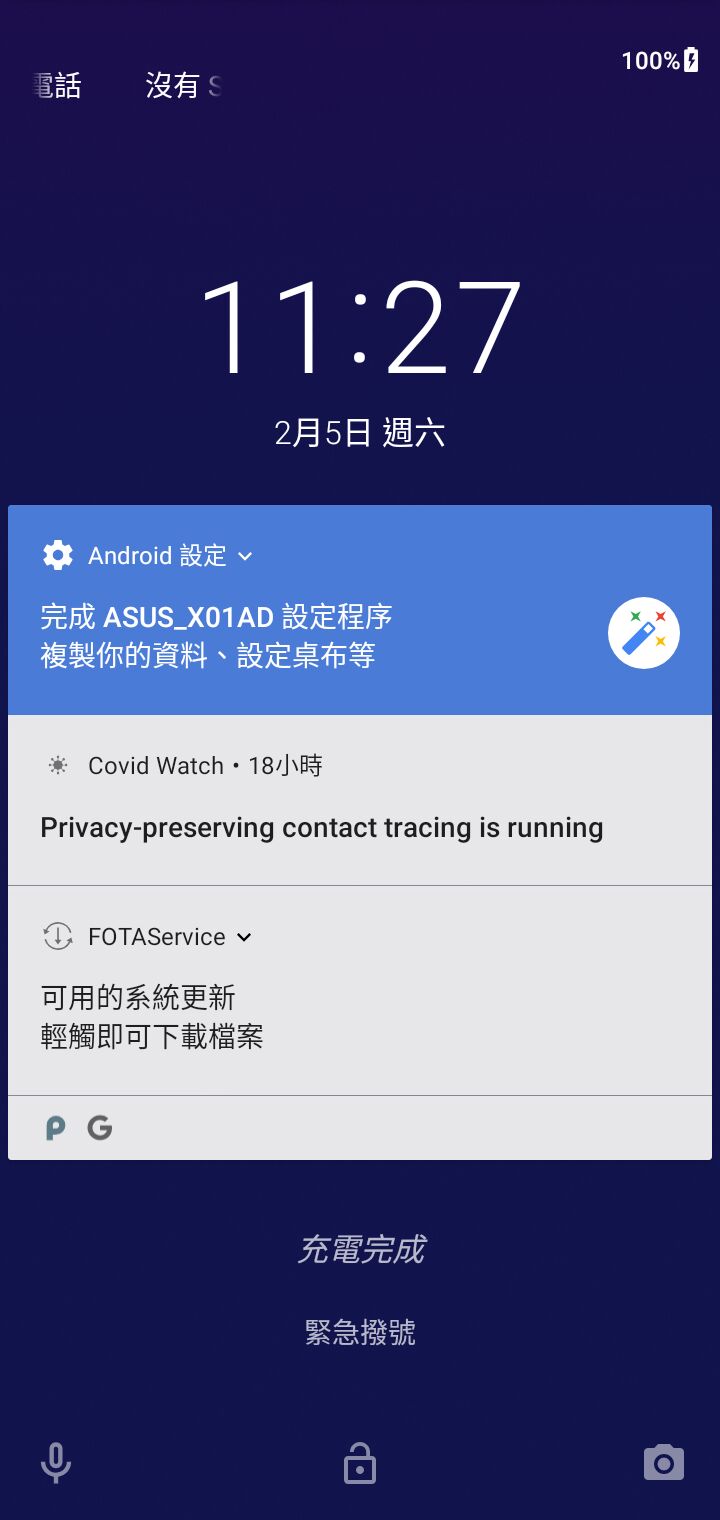 電話 沒有
100%
11:27
2月5日 週六
Android 設定
完成 ASUS_X01AD 設定程序
複製你的資料、設定桌布等
Covid Watch • 18小時
Privacy-preserving contact tracing is running
FOTAService
可用的系統更新
輕觸即可下載檔案
充電完成
緊急撥號